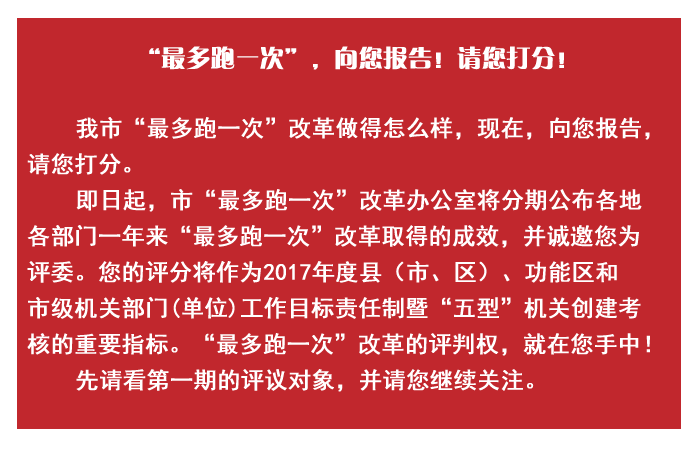 “最多跑一次”，向您报告！请您打分！
我市“最多跑一次”改革做得怎么样，现在，向您报告，
请您打分。
即日起，市“最多跑一次”改革办公室将分期公布各地
各部门一年来“最多跑一次”改革取得的成效，并诚邀您为
评委。您的评分将作为2017年度县（市、区）、功能区和
市级机关部门(单位)工作目标责任制暨“五型”机关创建考
核的重要指标。“最多跑一次”改革的评判权，就在您手中！
先请看第一期的评议对象，并请您继续关注。